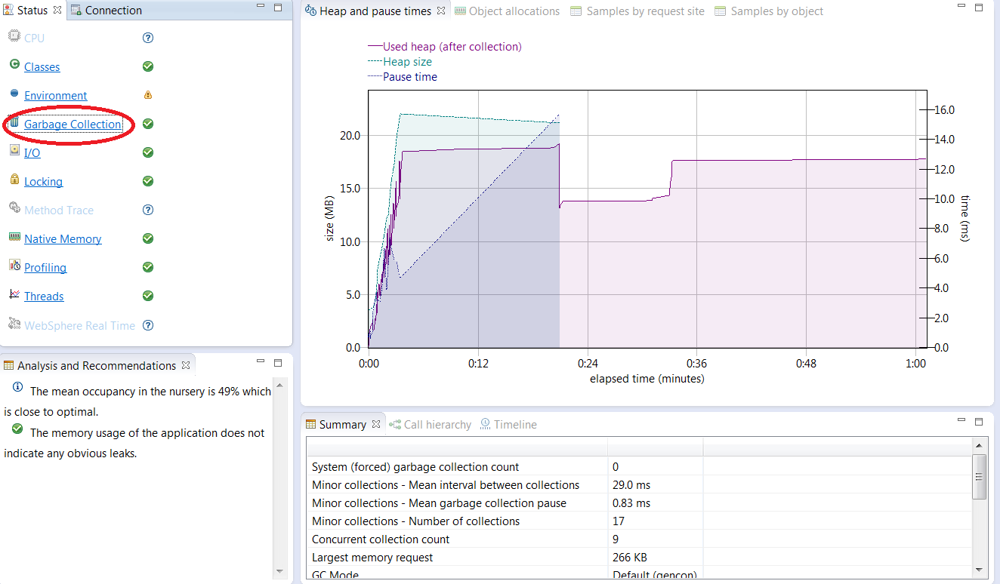 Status
Connection
CPU
Classes
Environment
Garbage Collection
I/O
Locking
Method Trace
Native Memory
Profiling
Threads
WebSphere Real Time
Analysis and Recommendations
The mean occupancy in the nursery is 49% which
is close to optimal.
The memory usage of the application does not
indicate any obvious leaks.
Heap and pause times
Object allocations
Samples by request site
Samples by object
Used heap (after collection)
Heap size
Pause time
size (MB)
20.0
15.0
10.0
5.0
0.0
16.0
14.0
12.0
10.0
8.0
6.0
4.0
2.0
0.0
time (ms)
0:00 0:12 0:24 0:36 0:48 1:00
elapsed time (minutes)
Summary
Call hierarchy
Timeline
System (forced) garbage collection count 0
Minor collections - Mean interval between collections 29.0 ms
Minor collections - Mean garbage collection pause 0.83 ms
Minor collections - Number of collections 17
Concurrent collection count 9
Largest memory request 266 KB
GC Mode Default (gencon)